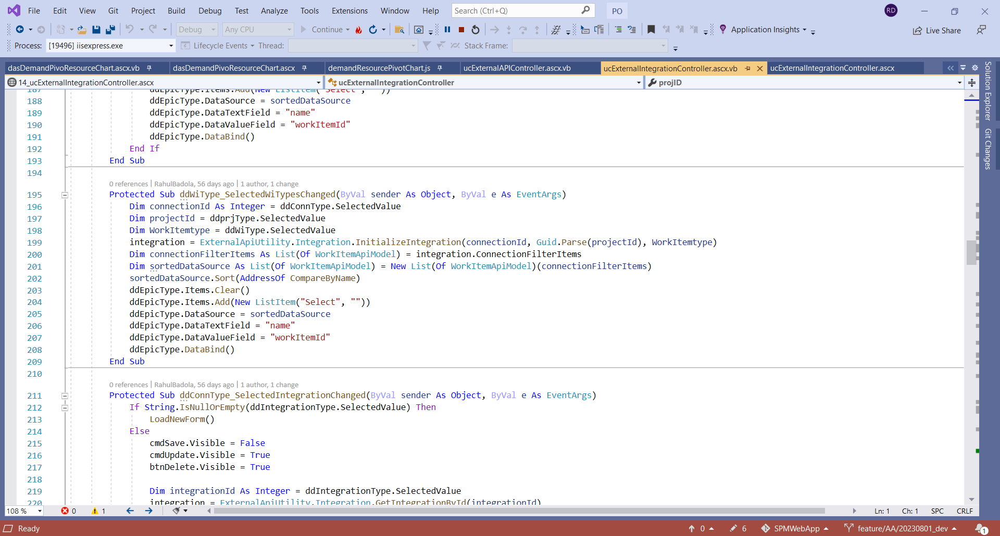 File Edit View Git Project Build Debug Test Analyze Tools Extensions Window Help Search (Ctrl+Q) PO RD
Debug Any CPU Continue Application Insights Live Share
Process: [19496] iisexpress.exe Lifecycle Events Thread: Stack Frame:
dasDemandPivoResourceChart.ascx.vb dasDemandPivoResourceChart.ascx demandResourcePivotChart.js ucExternalAPIController.ascx.vb ucExternalIntegrationController.ascx.vb ucExternalIntegrationController.ascx
14_ucExternalIntegrationController.ascx ucExternalIntegrationController projID
Solution Explorer
Git Changes
187 ddEpicType.Items.Add(New ListItem("Select", ""))
188 ddEpicType.DataSource = sortedDataSource
189 ddEpicType.DataTextField = "name"
190 ddEpicType.DataValueField = "workItemId"
191 ddEpicType.DataBind()
192 End If
193 End Sub
194
0 references | RahulBadola, 56 days ago | 1 author, 1 change
195 Protected Sub ddWiType_SelectedWiTypesChanged(ByVal sender As Object, ByVal e As EventArgs)
196 Dim connectionId As Integer = ddConnType.SelectedValue
197 Dim projectId = ddprjType.SelectedValue
198 Dim WorkItemtype = ddWiType.SelectedValue
199 integration = ExternalApiUtility.Integration.InitializeIntegration(connectionId, Guid.Parse(projectId), WorkItemtype)
200 Dim connectionFilterItems As List(Of WorkItemApiModel) = integration.ConnectionFilterItems
201 Dim sortedDataSource As List(Of WorkItemApiModel) = New List(Of WorkItemApiModel)(connectionFilterItems)
202 sortedDataSource.Sort(AddressOf CompareByName)
203 ddEpicType.Items.Clear()
204 ddEpicType.Items.Add(New ListItem("Select", ""))
205 ddEpicType.DataSource = sortedDataSource
206 ddEpicType.DataTextField = "name"
207 ddEpicType.DataValueField = "workItemId"
208 ddEpicType.DataBind()
209 End Sub
210
0 references | RahulBadola, 56 days ago | 1 author, 1 change
211 Protected Sub ddConnType_SelectedIntegrationChanged(ByVal sender As Object, ByVal e As EventArgs)
212 If String.IsNullOrEmpty(ddIntegrationType.SelectedValue) Then
213 LoadNewForm()
214 Else
215 cmdSave.Visible = False
216 cmdUpdate.Visible = True
217 btnDelete.Visible = True
218
219 Dim integrationId As Integer = ddIntegrationType.SelectedValue
220 integration = ExternalApiUtility.Integration.GetIntegrationById(integrationId)
108 % 0 1 Ln: 1 Ch: 1 SPC CRLF
Ready 0 6 SPMWebApp feature/AA/20230801_dev 1